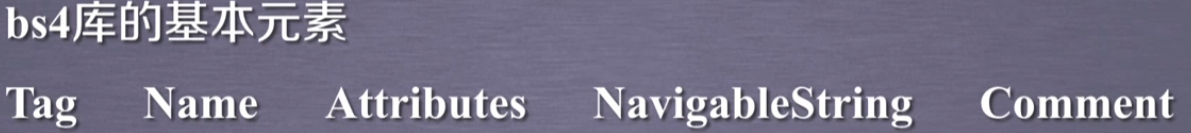 bs4库的基本元素
Tag Name Attributes NavigableString Comment